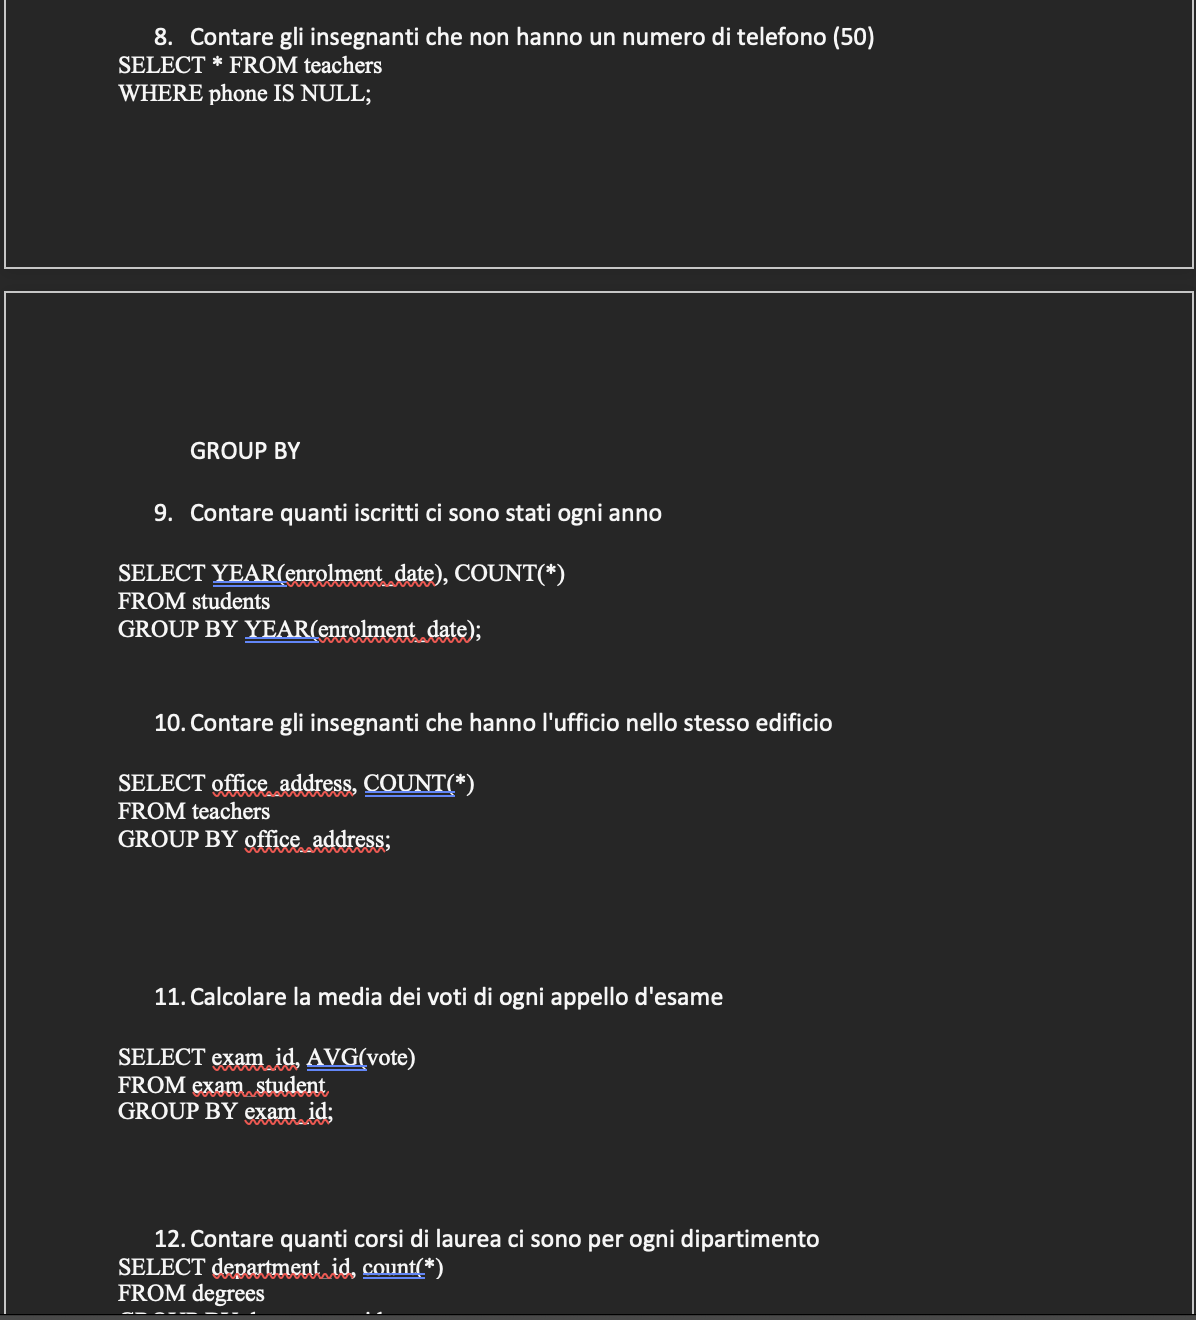 8. Contare gli insegnanti che non hanno un numero di telefono (50)
SELECT * FROM teachers
WHERE phone IS NULL;
GROUP BY
9. Contare quanti iscritti ci sono stati ogni anno
SELECT YEAR(enrolment_date), COUNT(*)
FROM students
GROUP BY YEAR(enrolment_date);
10. Contare gli insegnanti che hanno l'ufficio nello stesso edificio
SELECT office_address, COUNT(*)
FROM teachers
GROUP BY office_address;
11. Calcolare la media dei voti di ogni appello d'esame
SELECT exam_id, AVG(vote)
FROM exam_student
GROUP BY exam_id;
12. Contare quanti corsi di laurea ci sono per ogni dipartimento
SELECT department_id, count(*)
FROM degrees